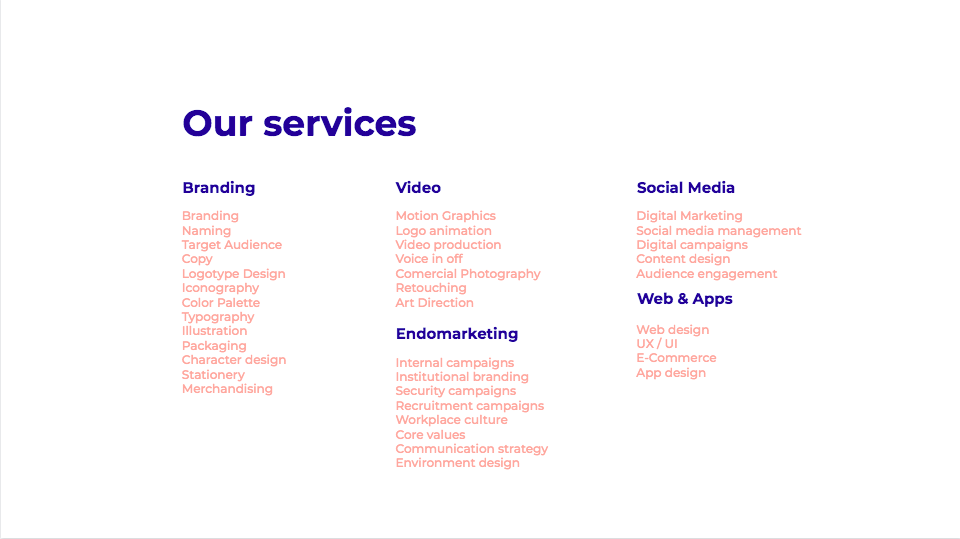 Our services
Branding
Branding
Naming
Target Audience
Copy
Logotype Design
Iconography
Color Palette
Typography
Illustration
Packaging
Character design
Stationery
Merchandising
Video
Motion Graphics
Logo animation
Video production
Voice in off
Comercial Photography
Retouching
Art Direction
Endomarketing
Internal campaigns
Institutional branding
Security campaigns
Recruitment campaigns
Workplace culture
Core values
Communication strategy
Environment design
Social Media
Digital Marketing
Social media management
Digital campaigns
Content design
Audience engagement
Web & Apps
Web design
UX / UI
E-Commerce
App design